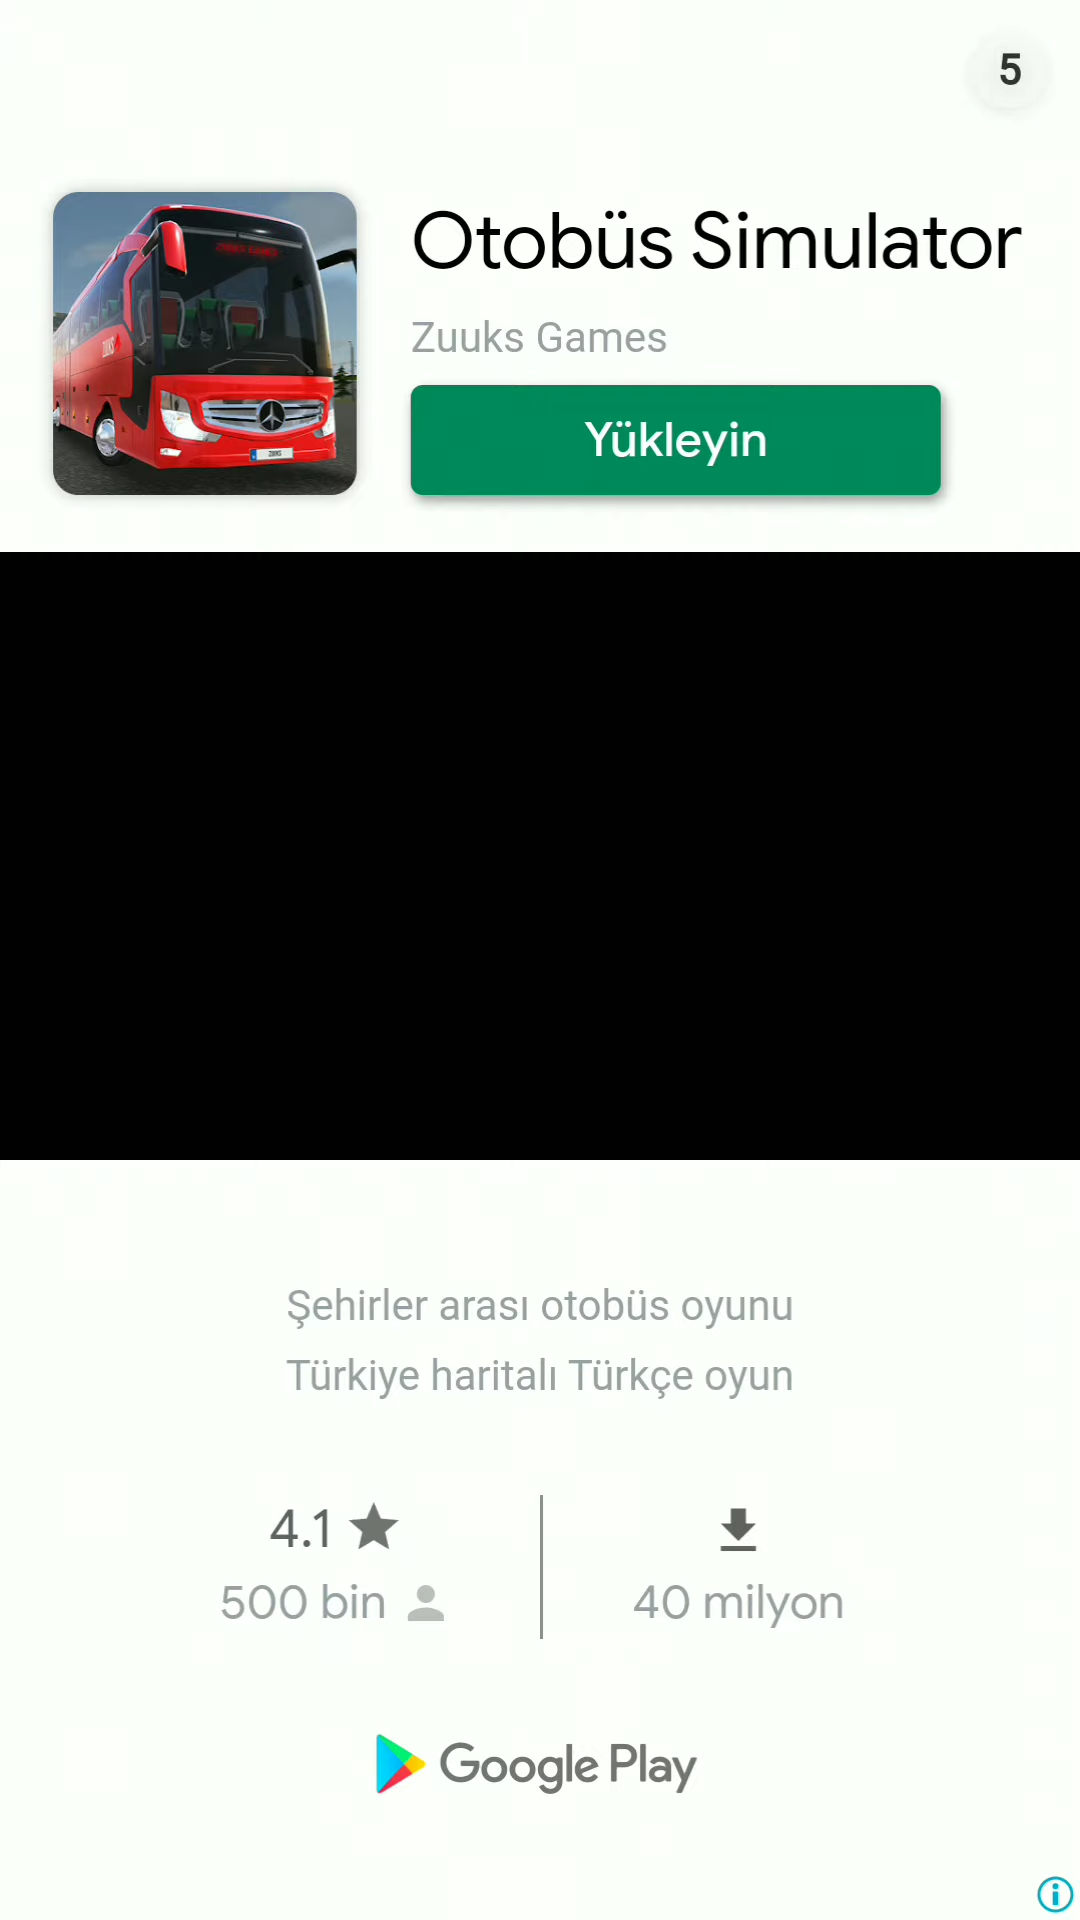 5
Otobüs Simulator
Zuuks Games
Yükleyin
Şehirler arası otobüs oyunu
Türkiye haritalı Türkçe oyun
4.1
500 bin
40 milyon
Google Play